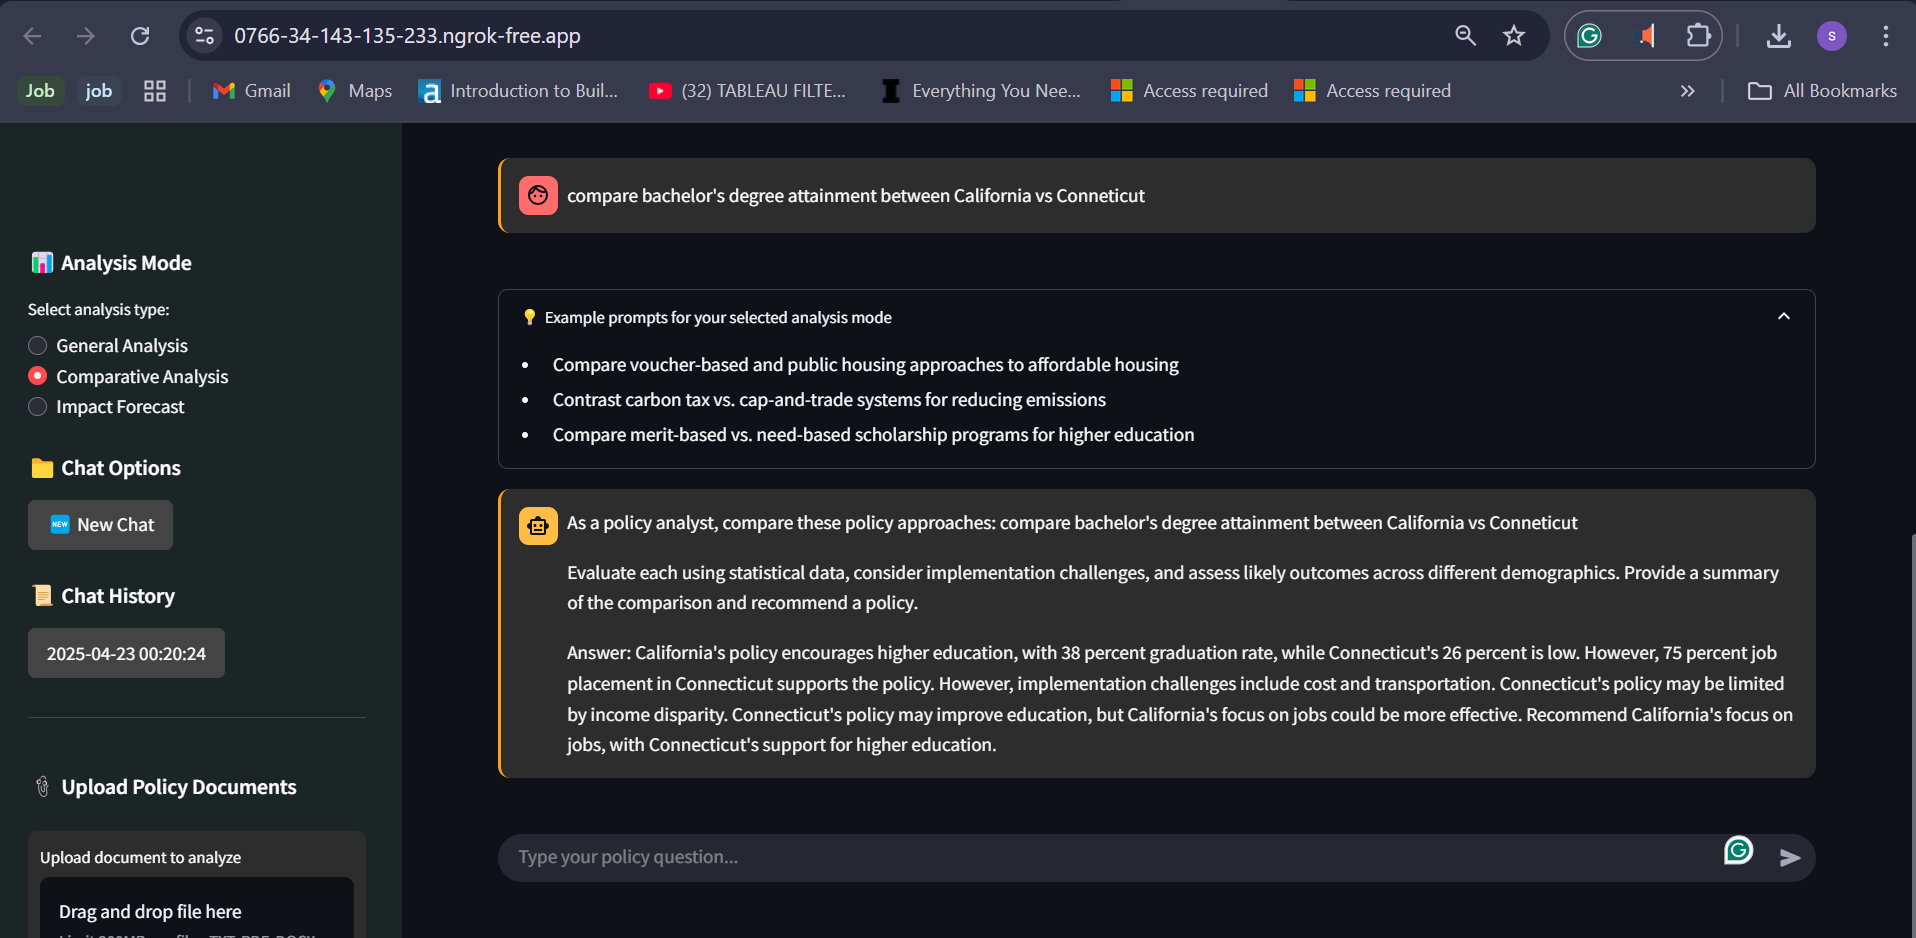 0766-34-143-135-233.ngrok-free.app
S
Job job Gmail Maps Introduction to Buil... (32) TABLEAU FILTE... Everything You Nee... Access required Access required » All Bookmarks
Analysis Mode
Select analysis type:
General Analysis
Comparative Analysis
Impact Forecast
Chat Options
NEW New Chat
Chat History
2025-04-23 00:20:24
Upload Policy Documents
Upload document to analyze
Drag and drop file here
compare bachelor's degree attainment between California vs Conneticut
Example prompts for your selected analysis mode
• Compare voucher-based and public housing approaches to affordable housing
• Contrast carbon tax vs. cap-and-trade systems for reducing emissions
• Compare merit-based vs. need-based scholarship programs for higher education
As a policy analyst, compare these policy approaches: compare bachelor's degree attainment between California vs Conneticut
Evaluate each using statistical data, consider implementation challenges, and assess likely outcomes across different demographics. Provide a summary
of the comparison and recommend a policy.
Answer: California's policy encourages higher education, with 38 percent graduation rate, while Connecticut's 26 percent is low. However, 75 percent job
placement in Connecticut supports the policy. However, implementation challenges include cost and transportation. Connecticut's policy may be limited
by income disparity. Connecticut's policy may improve education, but California's focus on jobs could be more effective. Recommend California's focus on
jobs, with Connecticut's support for higher education.
Type your policy question...